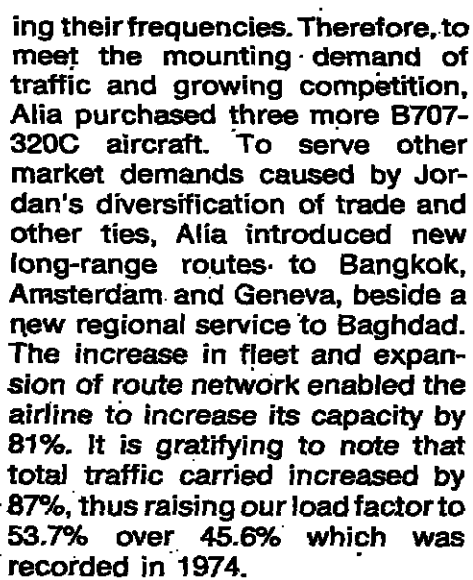 ing their frequencies. Therefore, to
meet the mounting demand of
traffic and growing competition,
Alia purchased three more B707-
320C aircraft. To serve other
market demands caused by Jor-
dan's diversification of trade and
other ties, Alia introduced new
long-range routes to Bangkok,
Amsterdam and Geneva, beside a
new regional service to Baghdad.
The increase in fleet and expan-
sion of route network enabled the
airline to increase its capacity by
81%. It is gratifying to note that
total traffic carried increased by
87%, thus raising our load factor to
53.7% over 45.6% which was
recorded in 1974.